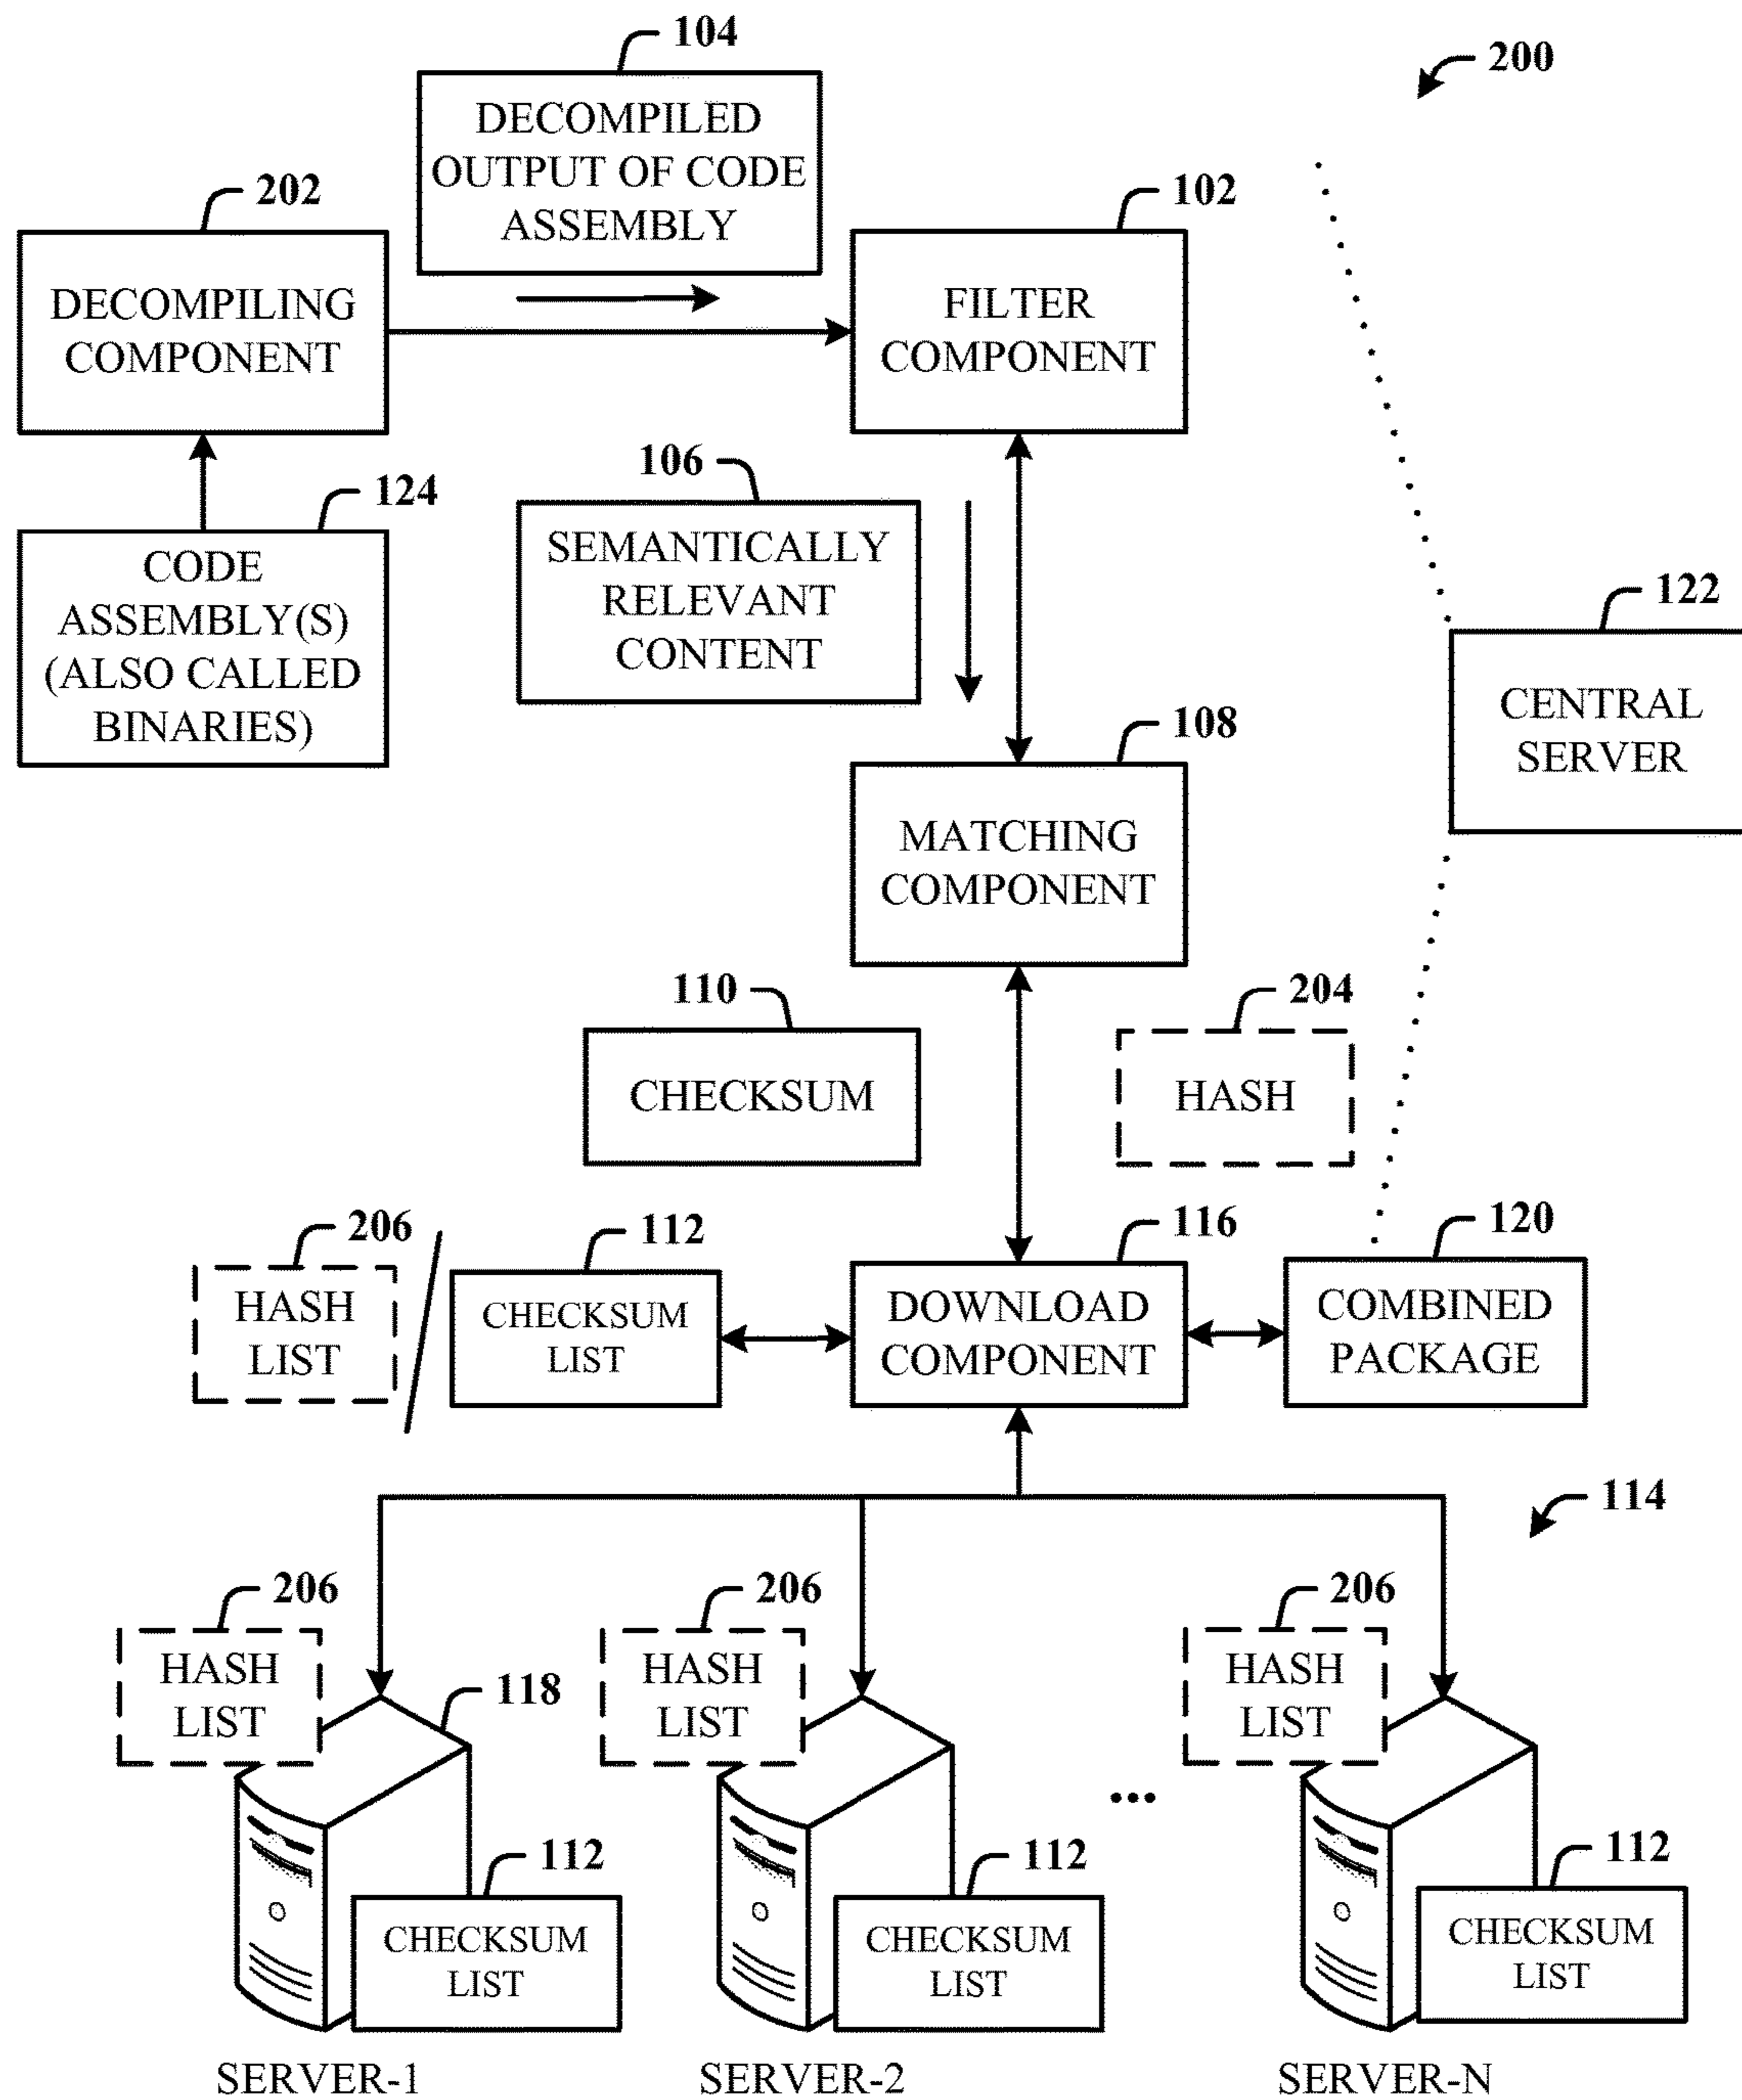 104
200
DECOMPILED
OUTPUT OF CODE
ASSEMBLY
202
102
DECOMPILING
COMPONENT
FILTER
COMPONENT
106
124
SEMANTICALLY
RELEVANT
CONTENT
CODE
ASSEMBLY(S)
(ALSO CALLED
BINARIES)
122
CENTRAL
SERVER
108
MATCHING
COMPONENT
110
204
CHECKSUM
HASH
206
112
116
120
HASH
LIST
CHECKSUM
LIST
DOWNLOAD
COMPONENT
COMBINED
PACKAGE
114
206
206
206
HASH
LIST
118
HASH
LIST
HASH
LIST
...
112
112
112
CHECKSUM
LIST
CHECKSUM
LIST
CHECKSUM
LIST
SERVER-1
SERVER-2
SERVER-N